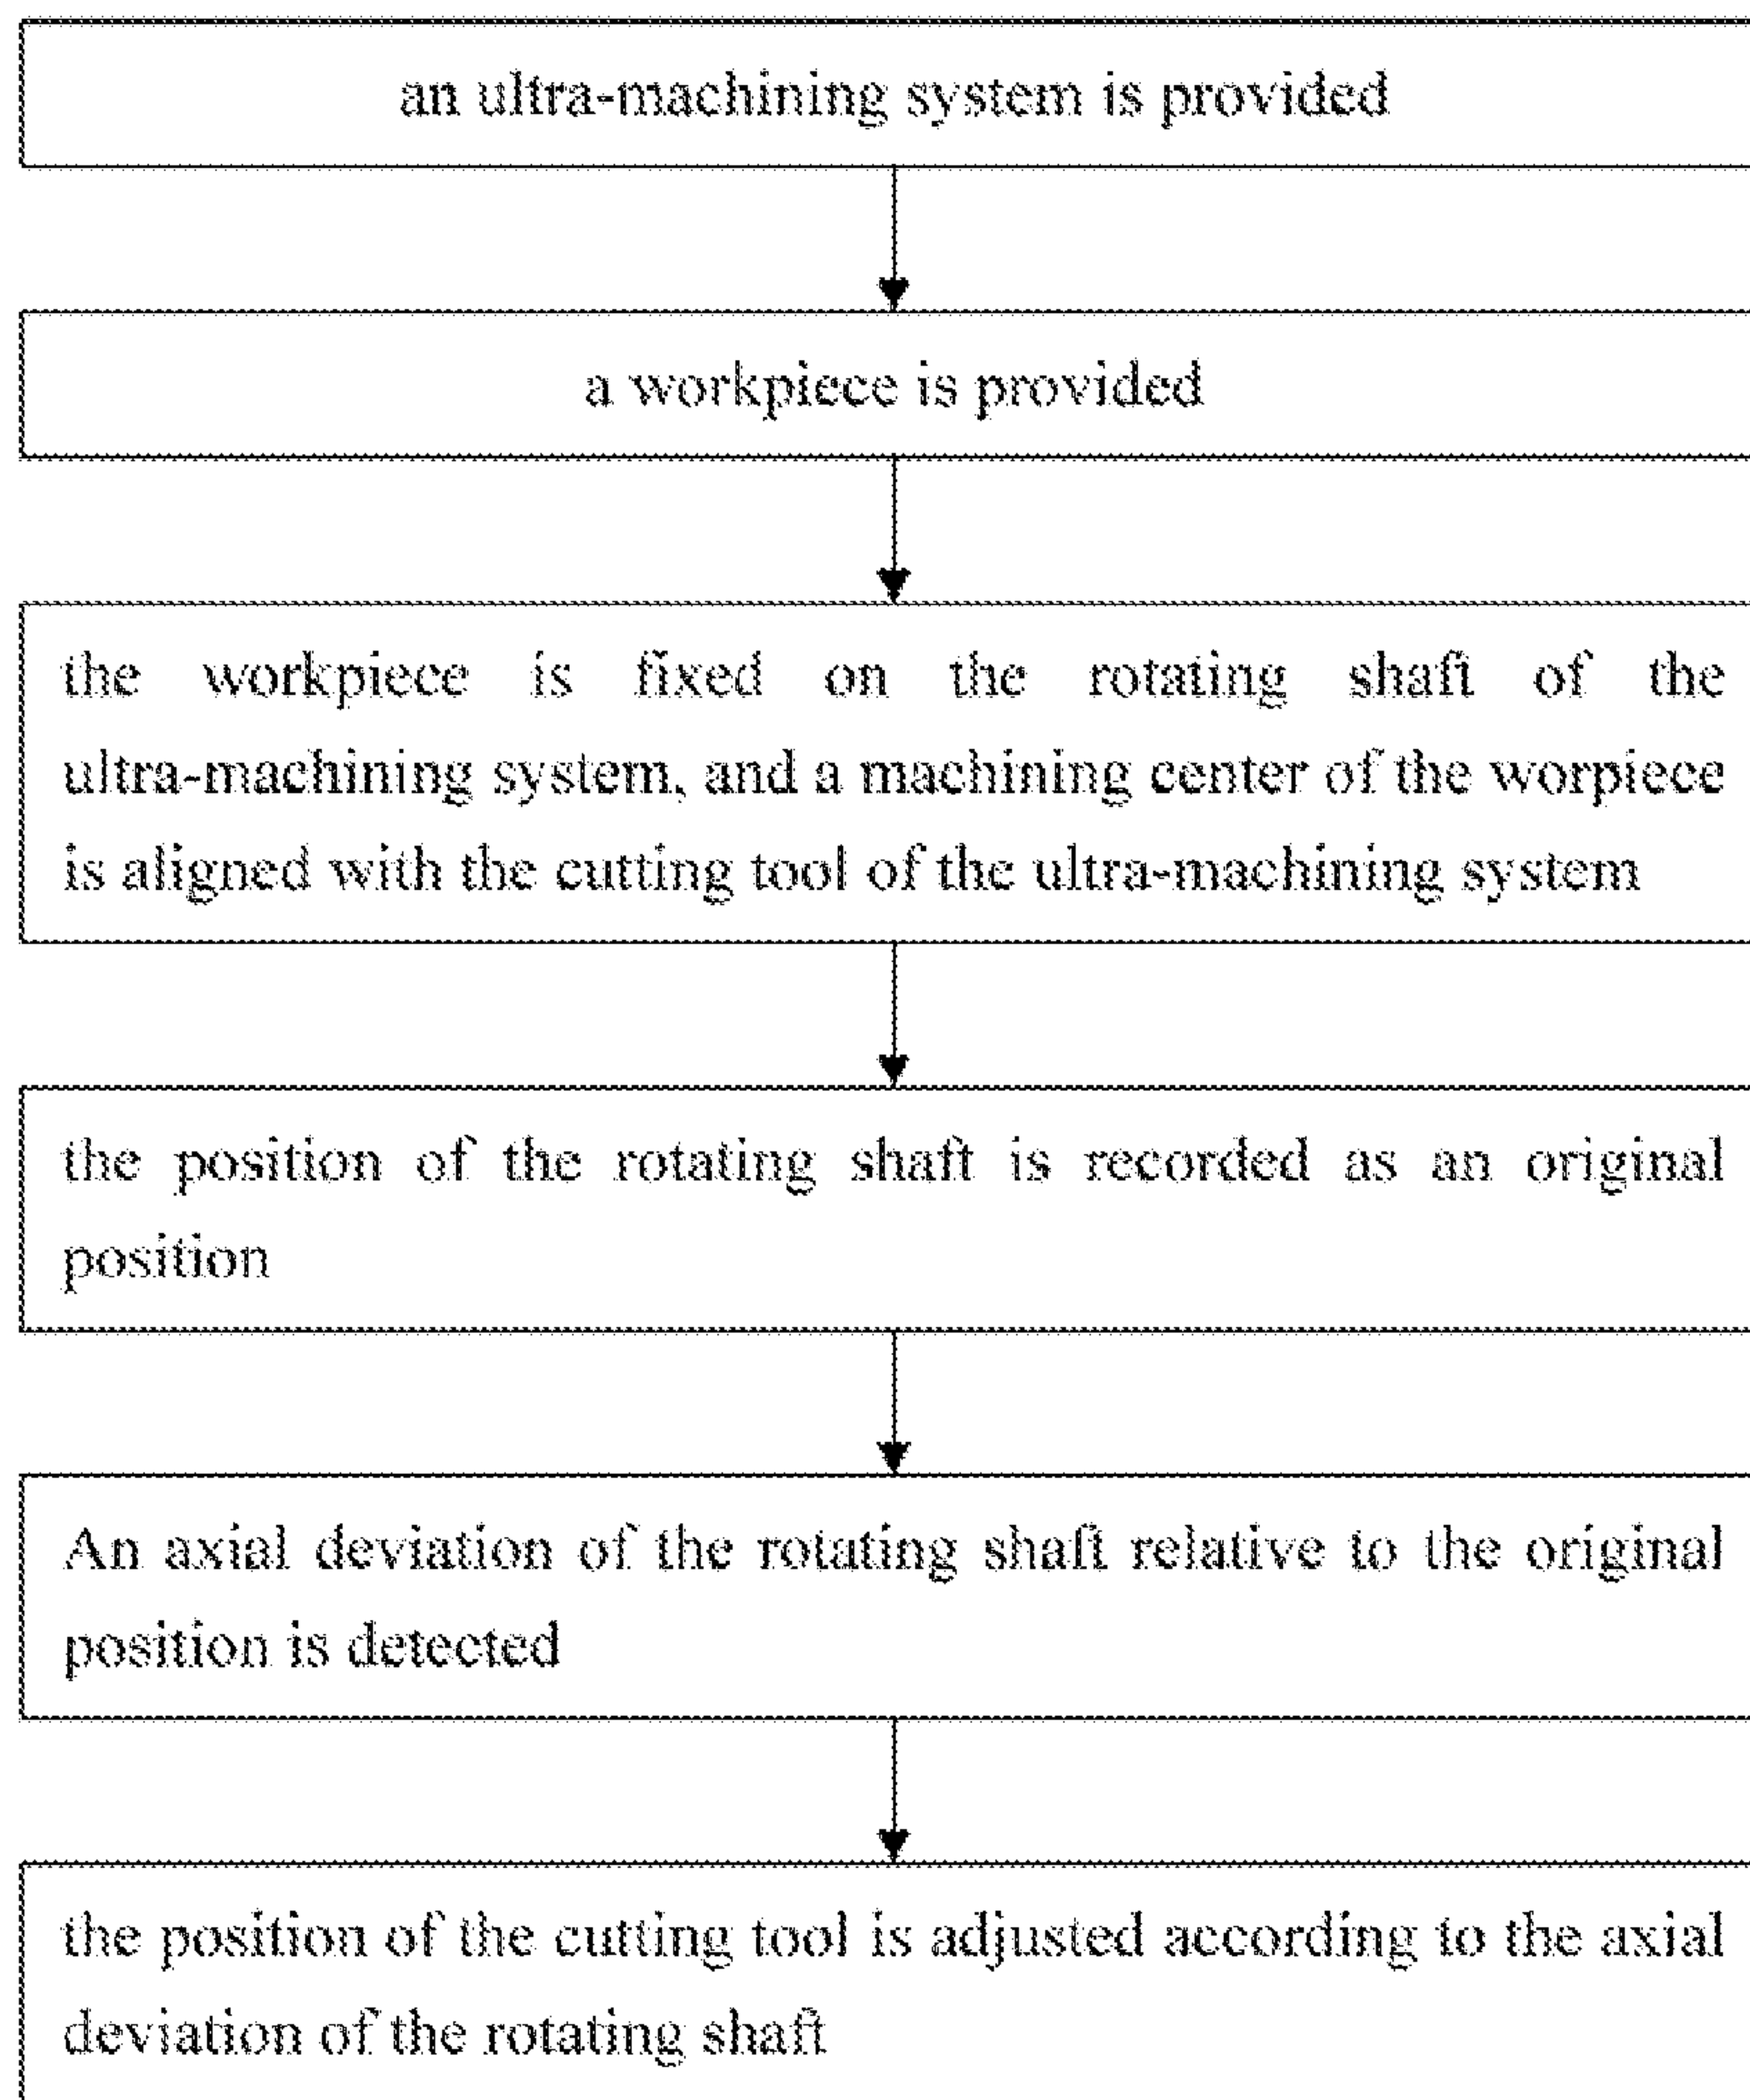 an ultra-machining system is provided
a workpiece is provided
the workpiece is fixed on the rotating shaft of the
ultra-machining system, and a machining center of the worpiece
is aligned with the cutting tool of the ultra-machining system
the position of the rotating shaft is recorded as an original
position
An axial deviation of the rotating shaft relative to the original
position is detected
the position of the cutting tool is adjusted according to the axial
deviation of the rotating shaft